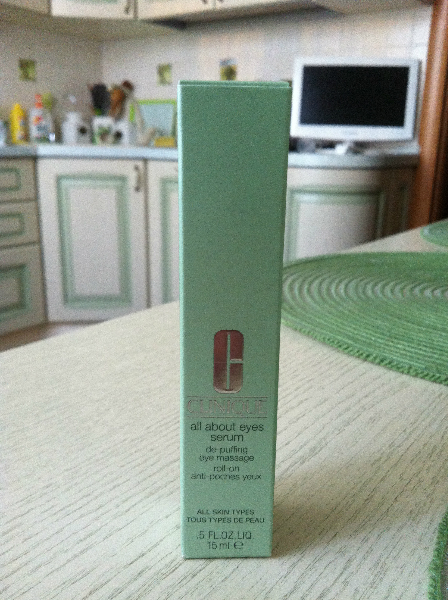 CLINIQUE
all about eyes
serum
de-puffing
eye massage
roll-on
anti-poches yeux
ALL SKIN TYPES
TOUS TYPES DE PEAU
.5 FL.OZ.LIQ.
15 ml ℮